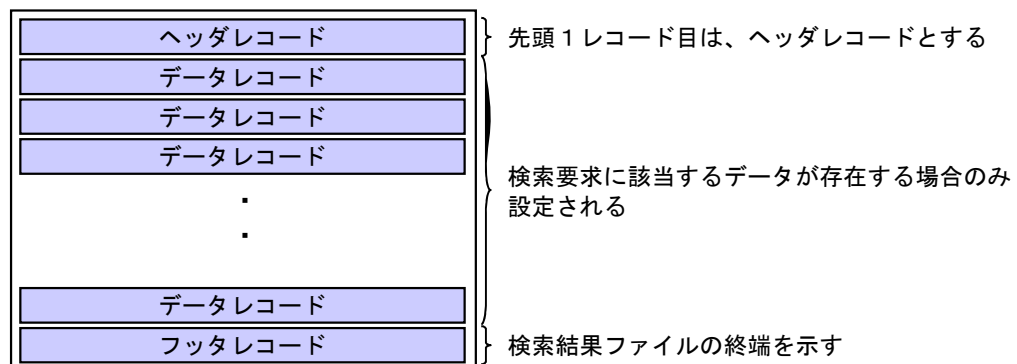 ヘッダレコード
先頭１レコード目は、ヘッダレコードとする
データレコード
データレコード
データレコード
検索要求に該当するデータが存在する場合のみ
設定される
・
・
データレコード
フッタレコード
検索結果ファイルの終端を示す